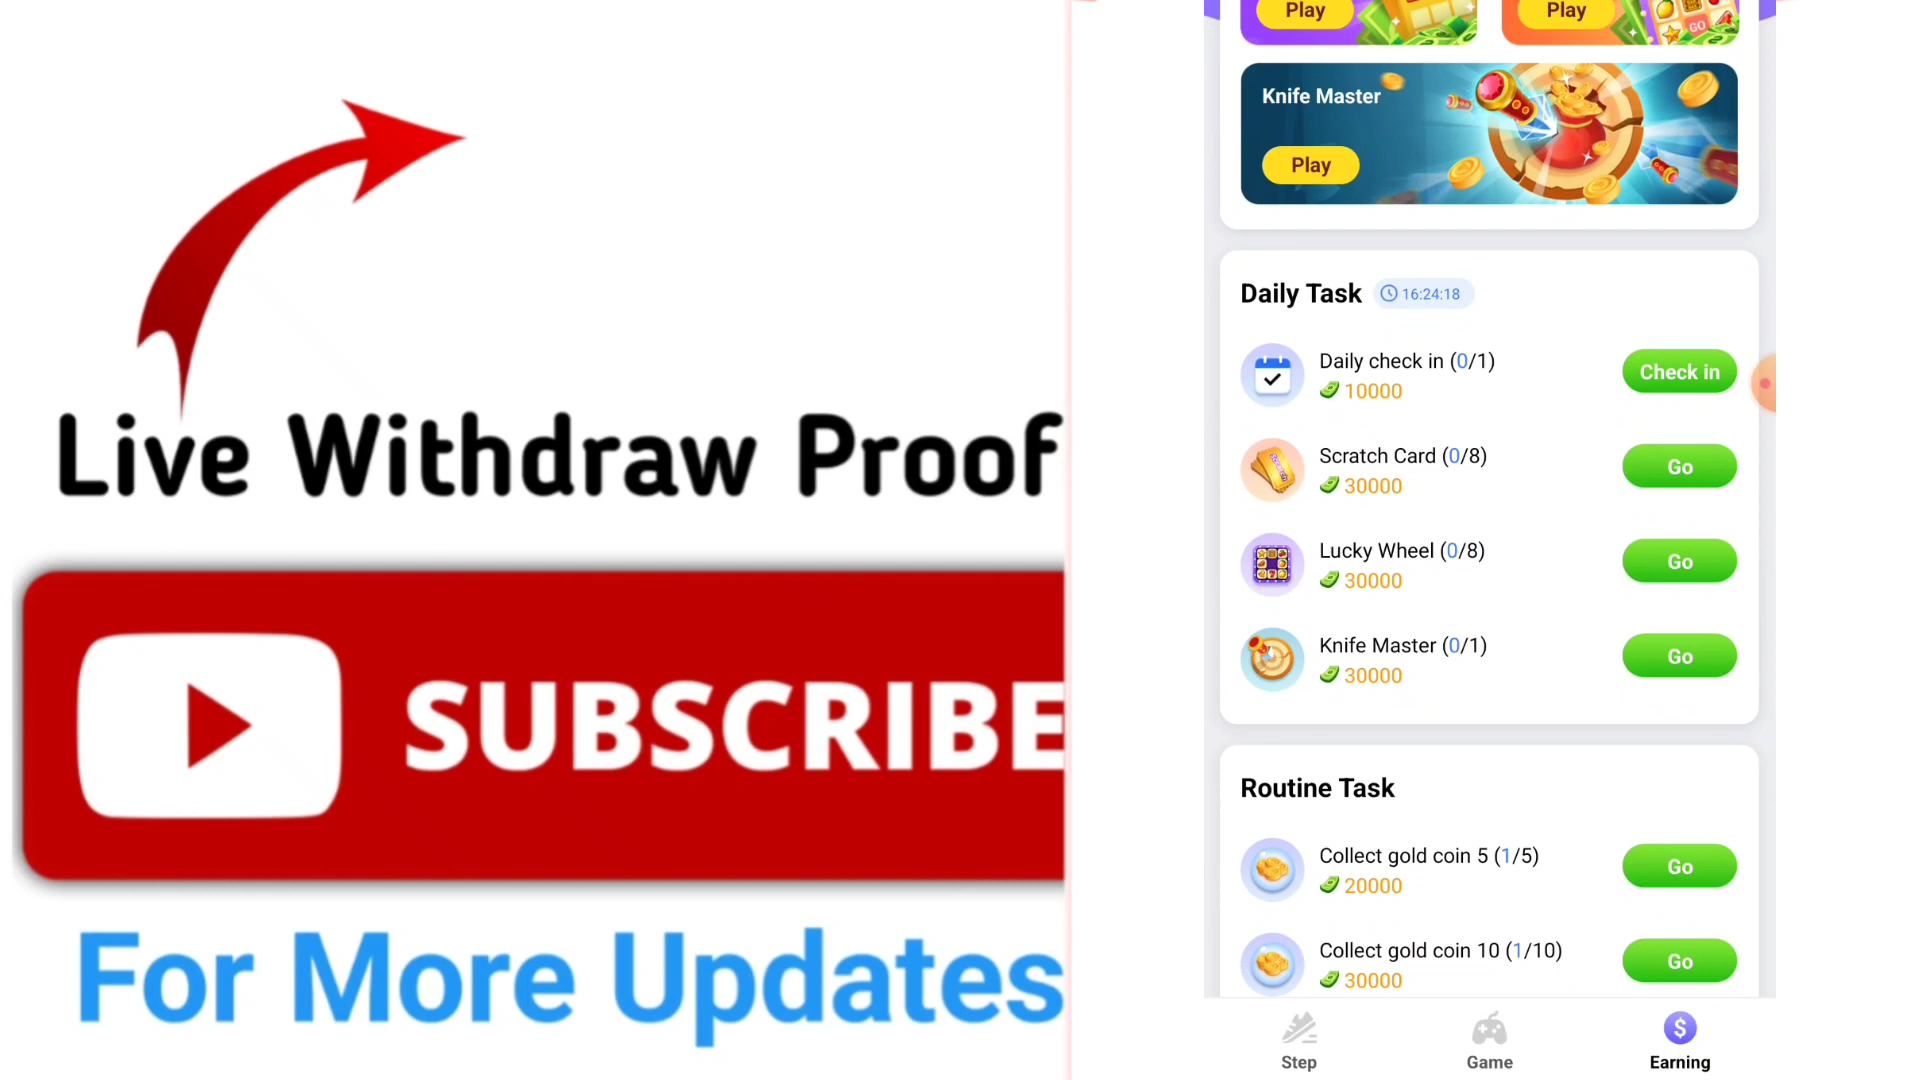 Live Withdraw Proof
SUBSCRIBE
For More Updates
Play
Play
GO
Knife Master
Play
Daily Task
16:24:18
Daily check in (0/1)
10000
Check in
Scratch Card (0/8)
30000
Go
Lucky Wheel (0/8)
30000
Go
Knife Master (0/1)
30000
Go
Routine Task
Collect gold coin 5 (1/5)
20000
Go
Collect gold coin 10 (1/10)
30000
Go
Step
Game
Earning